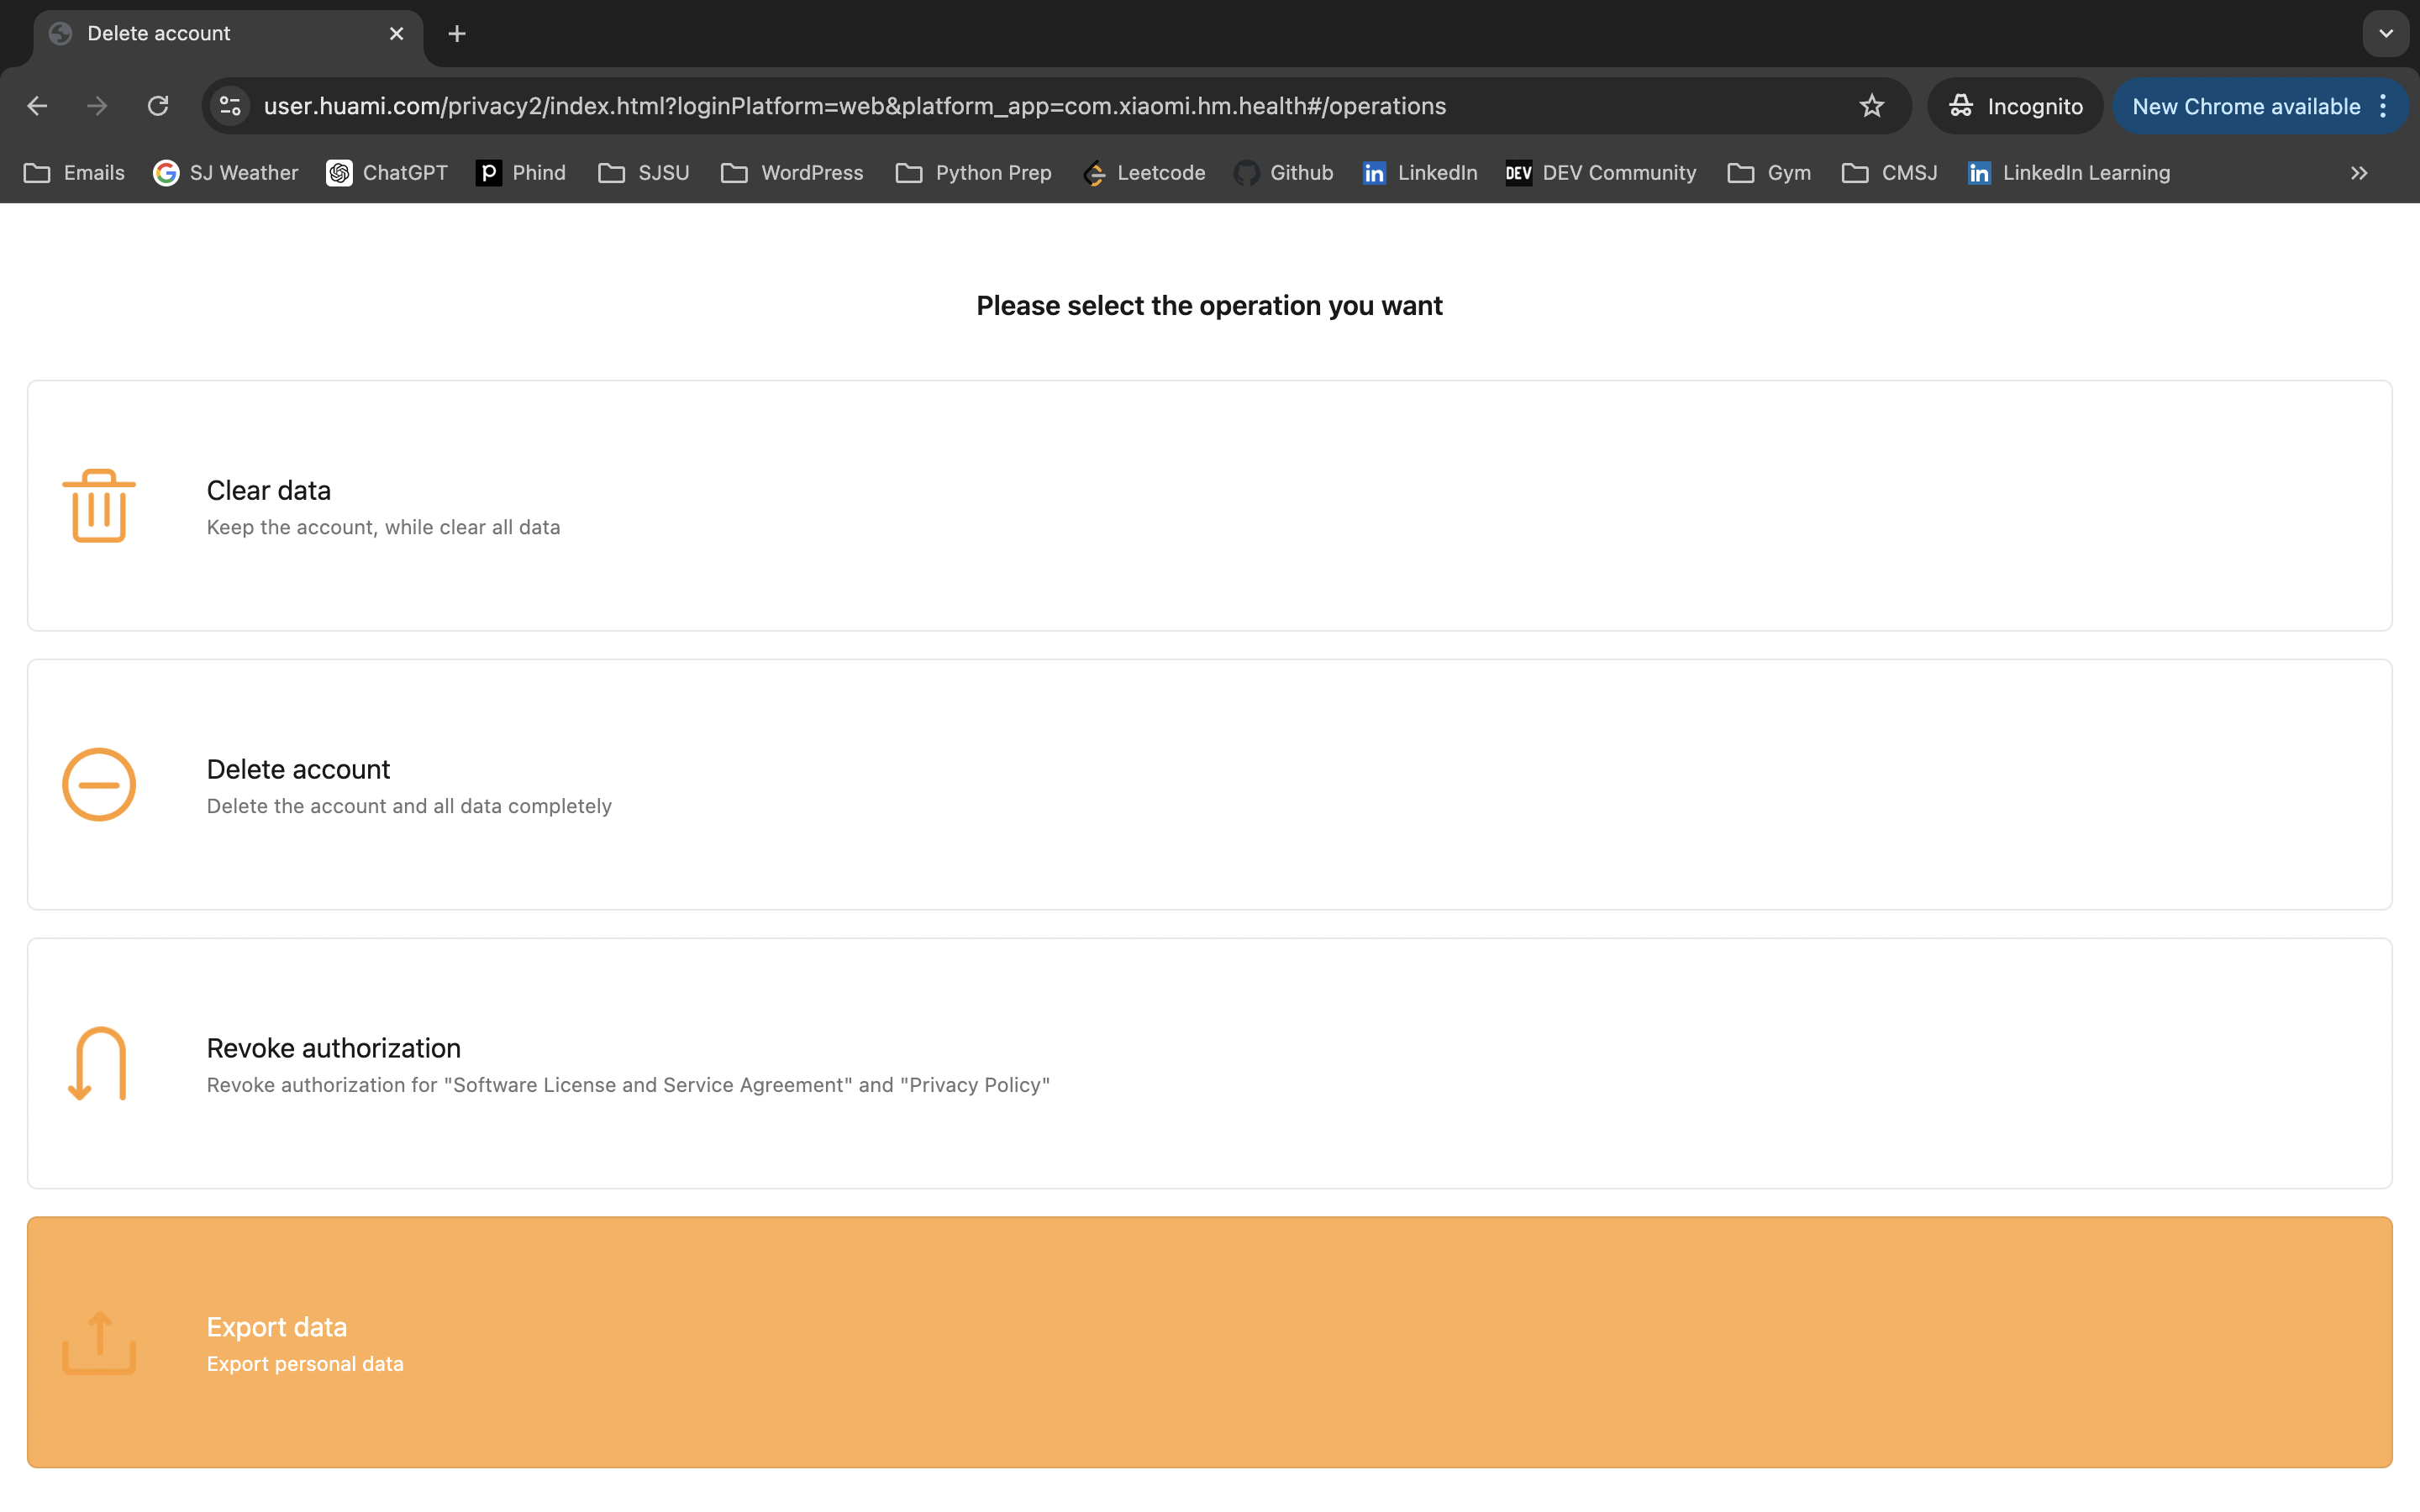 Delete account
user.huami.com/privacy2/index.html?loginPlatform=web&platform_app=com.xiaomi.hm.health#/operations
Incognito
New Chrome available
Emails
SJ Weather
ChatGPT
p Phind
SJSU
WordPress
Python Prep
Leetcode
Github
in LinkedIn
DEV DEV Community
Gym
CMSJ
in LinkedIn Learning
Please select the operation you want
Clear data
Keep the account, while clear all data
Delete account
Delete the account and all data completely
Revoke authorization
Revoke authorization for "Software License and Service Agreement" and "Privacy Policy"
Export data
Export personal data